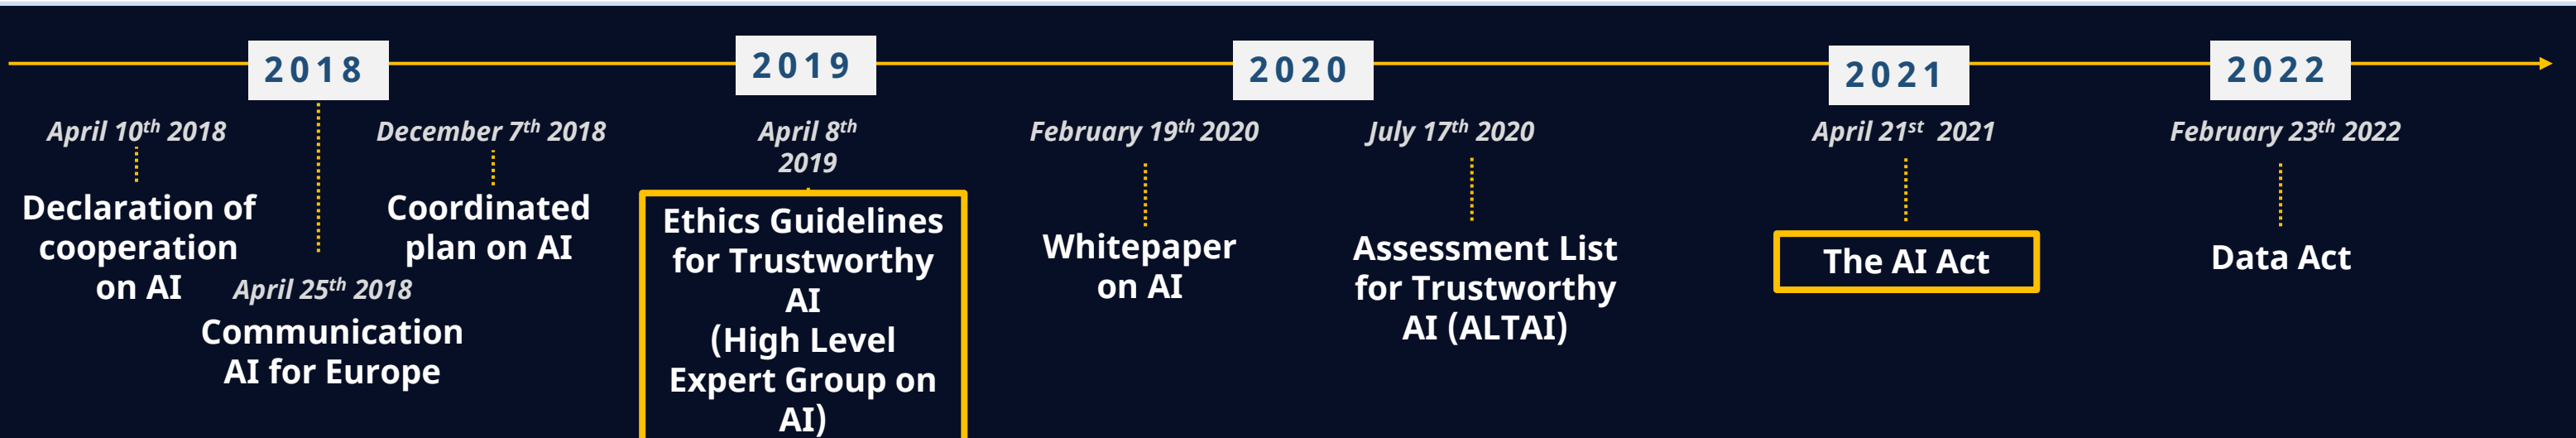 2018
2019
2020
2021
2022
April 10th 2018
Declaration of
cooperation
on AI
April 25th 2018
Communication
AI for Europe
December 7th 2018
Coordinated
plan on AI
April 8th
2019
Ethics Guidelines
for Trustworthy
AI
(High Level
Expert Group on
AI)
February 19th 2020
Whitepaper
on AI
July 17th 2020
Assessment List
for Trustworthy
AI (ALTAI)
April 21st 2021
The AI Act
February 23th 2022
Data Act